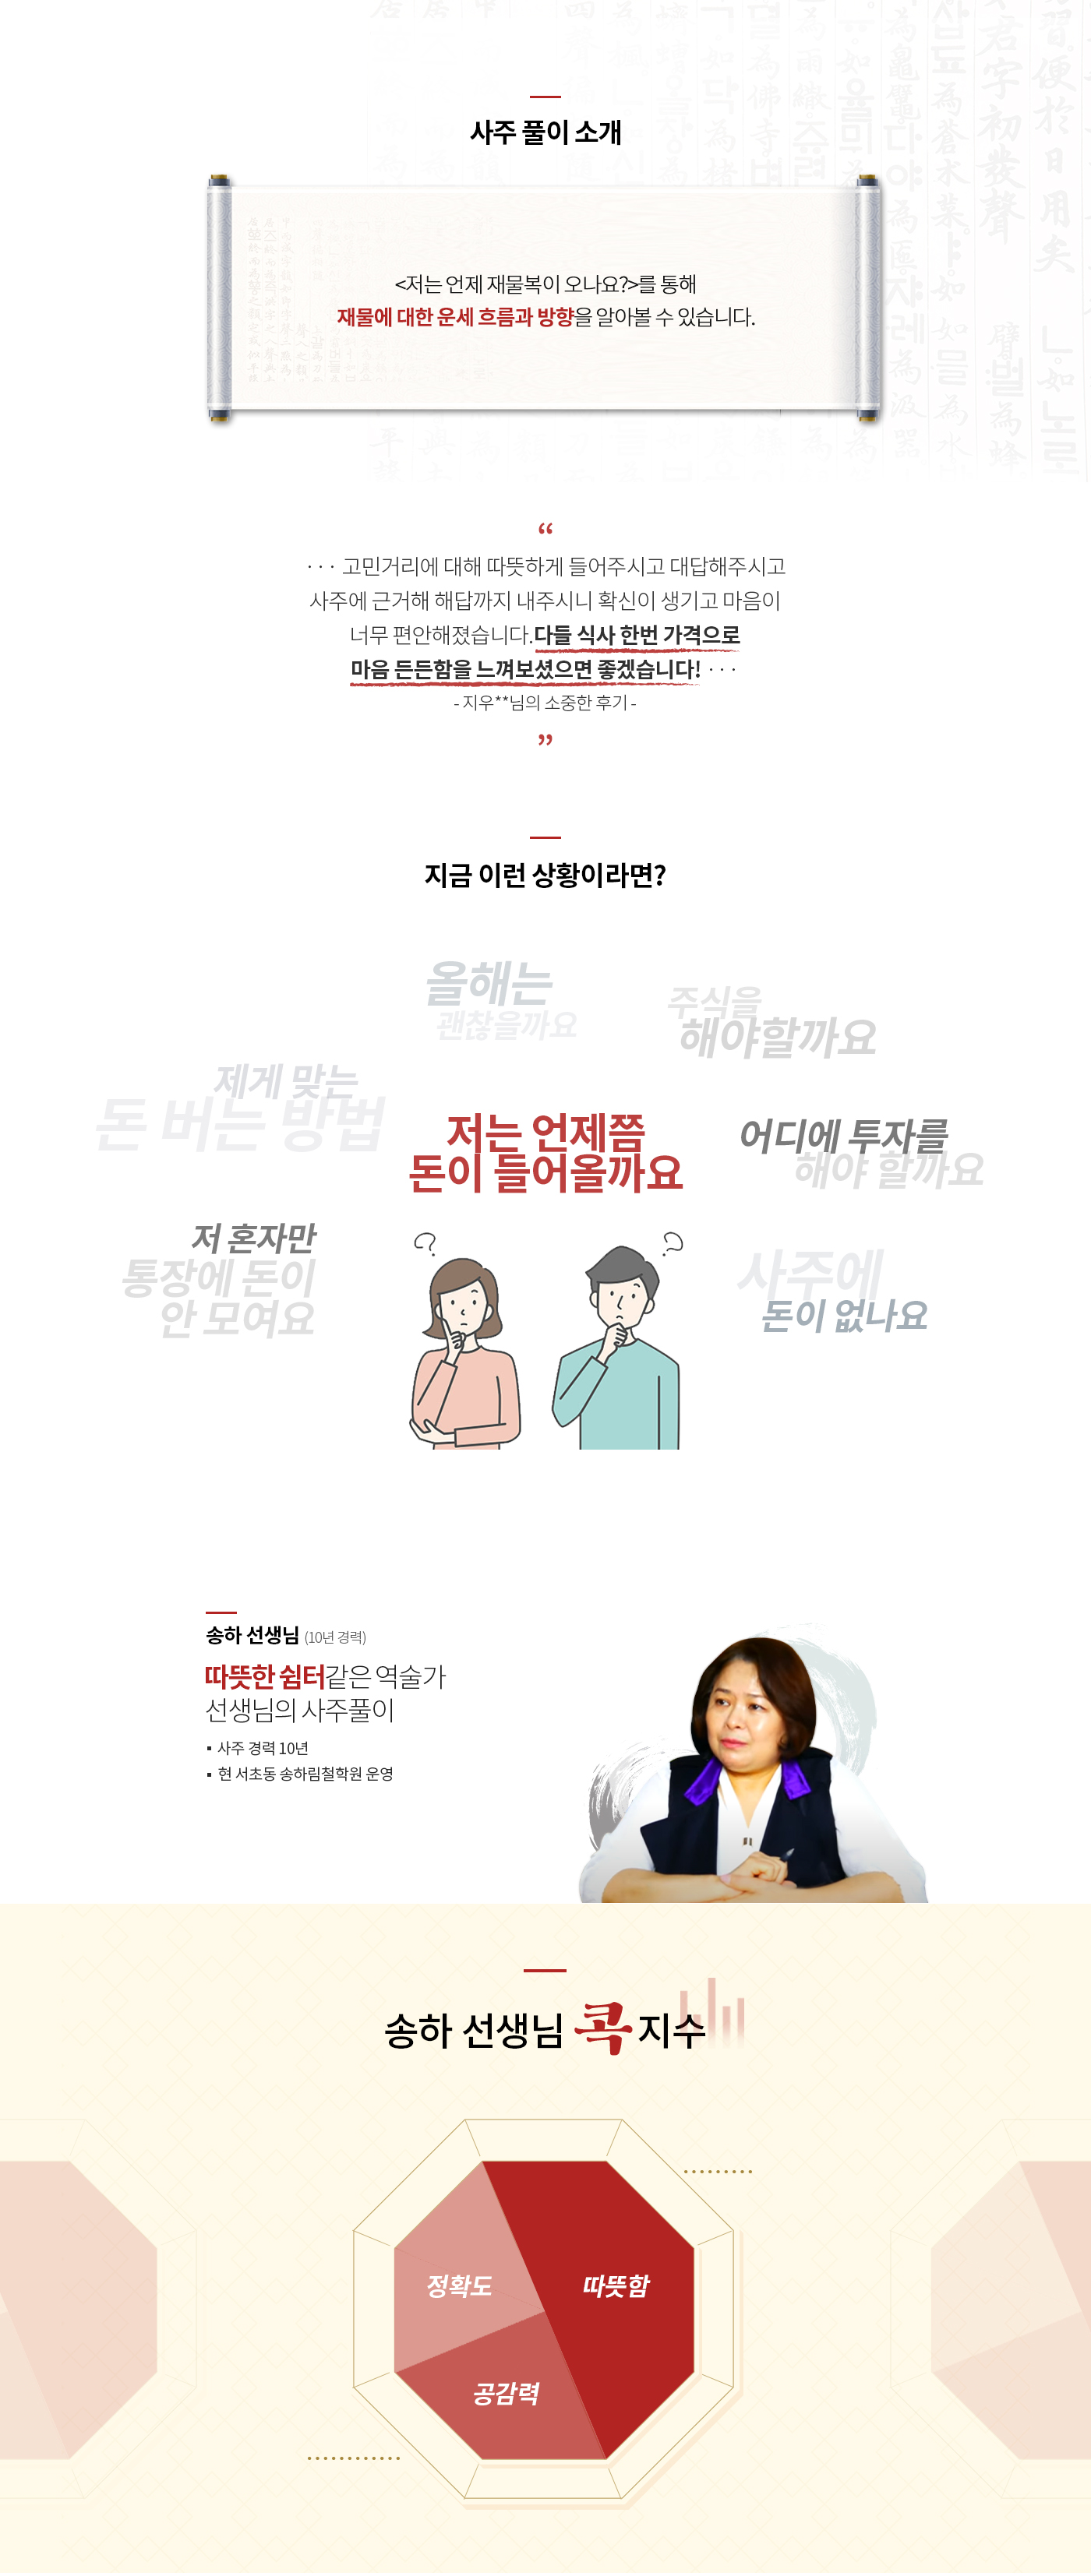 사주 풀이 소개
<저는 언제 재물복이 오나요?>를 통해
재물에 대한 운세 흐름과 방향을 알아볼 수 있습니다.
“
· · · 고민거리에 대해 따뜻하게 들어주시고 대답해주시고
사주에 근거해 해답까지 내주시니 확신이 생기고 마음이
너무 편안해졌습니다.다들 식사 한번 가격으로
마음 든든함을 느껴보셨으면 좋겠습니다! · · ·
- 지우**님의 소중한 후기 -
”
지금 이런 상황이라면?
올해는
괜찮을까요
주식을
해야할까요
제게 맞는
돈 버는 방법
저는 언제쯤
돈이 들어올까요
어디에 투자를
해야 할까요
저 혼자만
통장에 돈이
안 모여요
사주에
돈이 없나요
송하 선생님 (10년 경력)
따뜻한 쉼터같은 역술가
선생님의 사주풀이
▪ 사주 경력 10년
▪ 현 서초동 송하림철학원 운영
송하 선생님 콕 지수
정확도
따뜻함
공감력